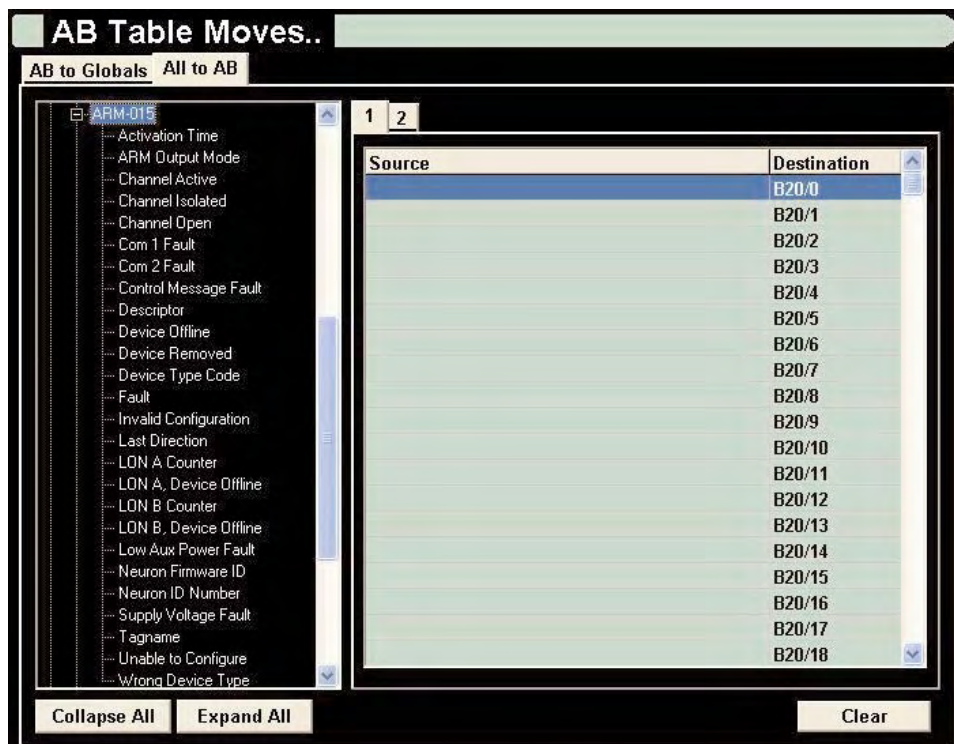 AB Table Moves..
AB to Globals All to AB
ARM-015
Activation Time
ARM Output Mode
Channel Active
Channel Isolated
Channel Open
Com 1 Fault
Com 2 Fault
Control Message Fault
Descriptor
Device Offline
Device Removed
Device Type Code
Fault
Invalid Configuration
Last Direction
LON A Counter
LON A, Device Offline
LON B Counter
LON B, Device Offline
Low Aux Power Fault
Neuron Firmware ID
Neuron ID Number
Supply Voltage Fault
Tagname
Unable to Configure
Wrong Device Type
1 2
Source Destination
B20/0
B20/1
B20/2
B20/3
B20/4
B20/5
B20/6
B20/7
B20/8
B20/9
B20/10
B20/11
B20/12
B20/13
B20/14
B20/15
B20/16
B20/17
B20/18
Collapse All Expand All Clear